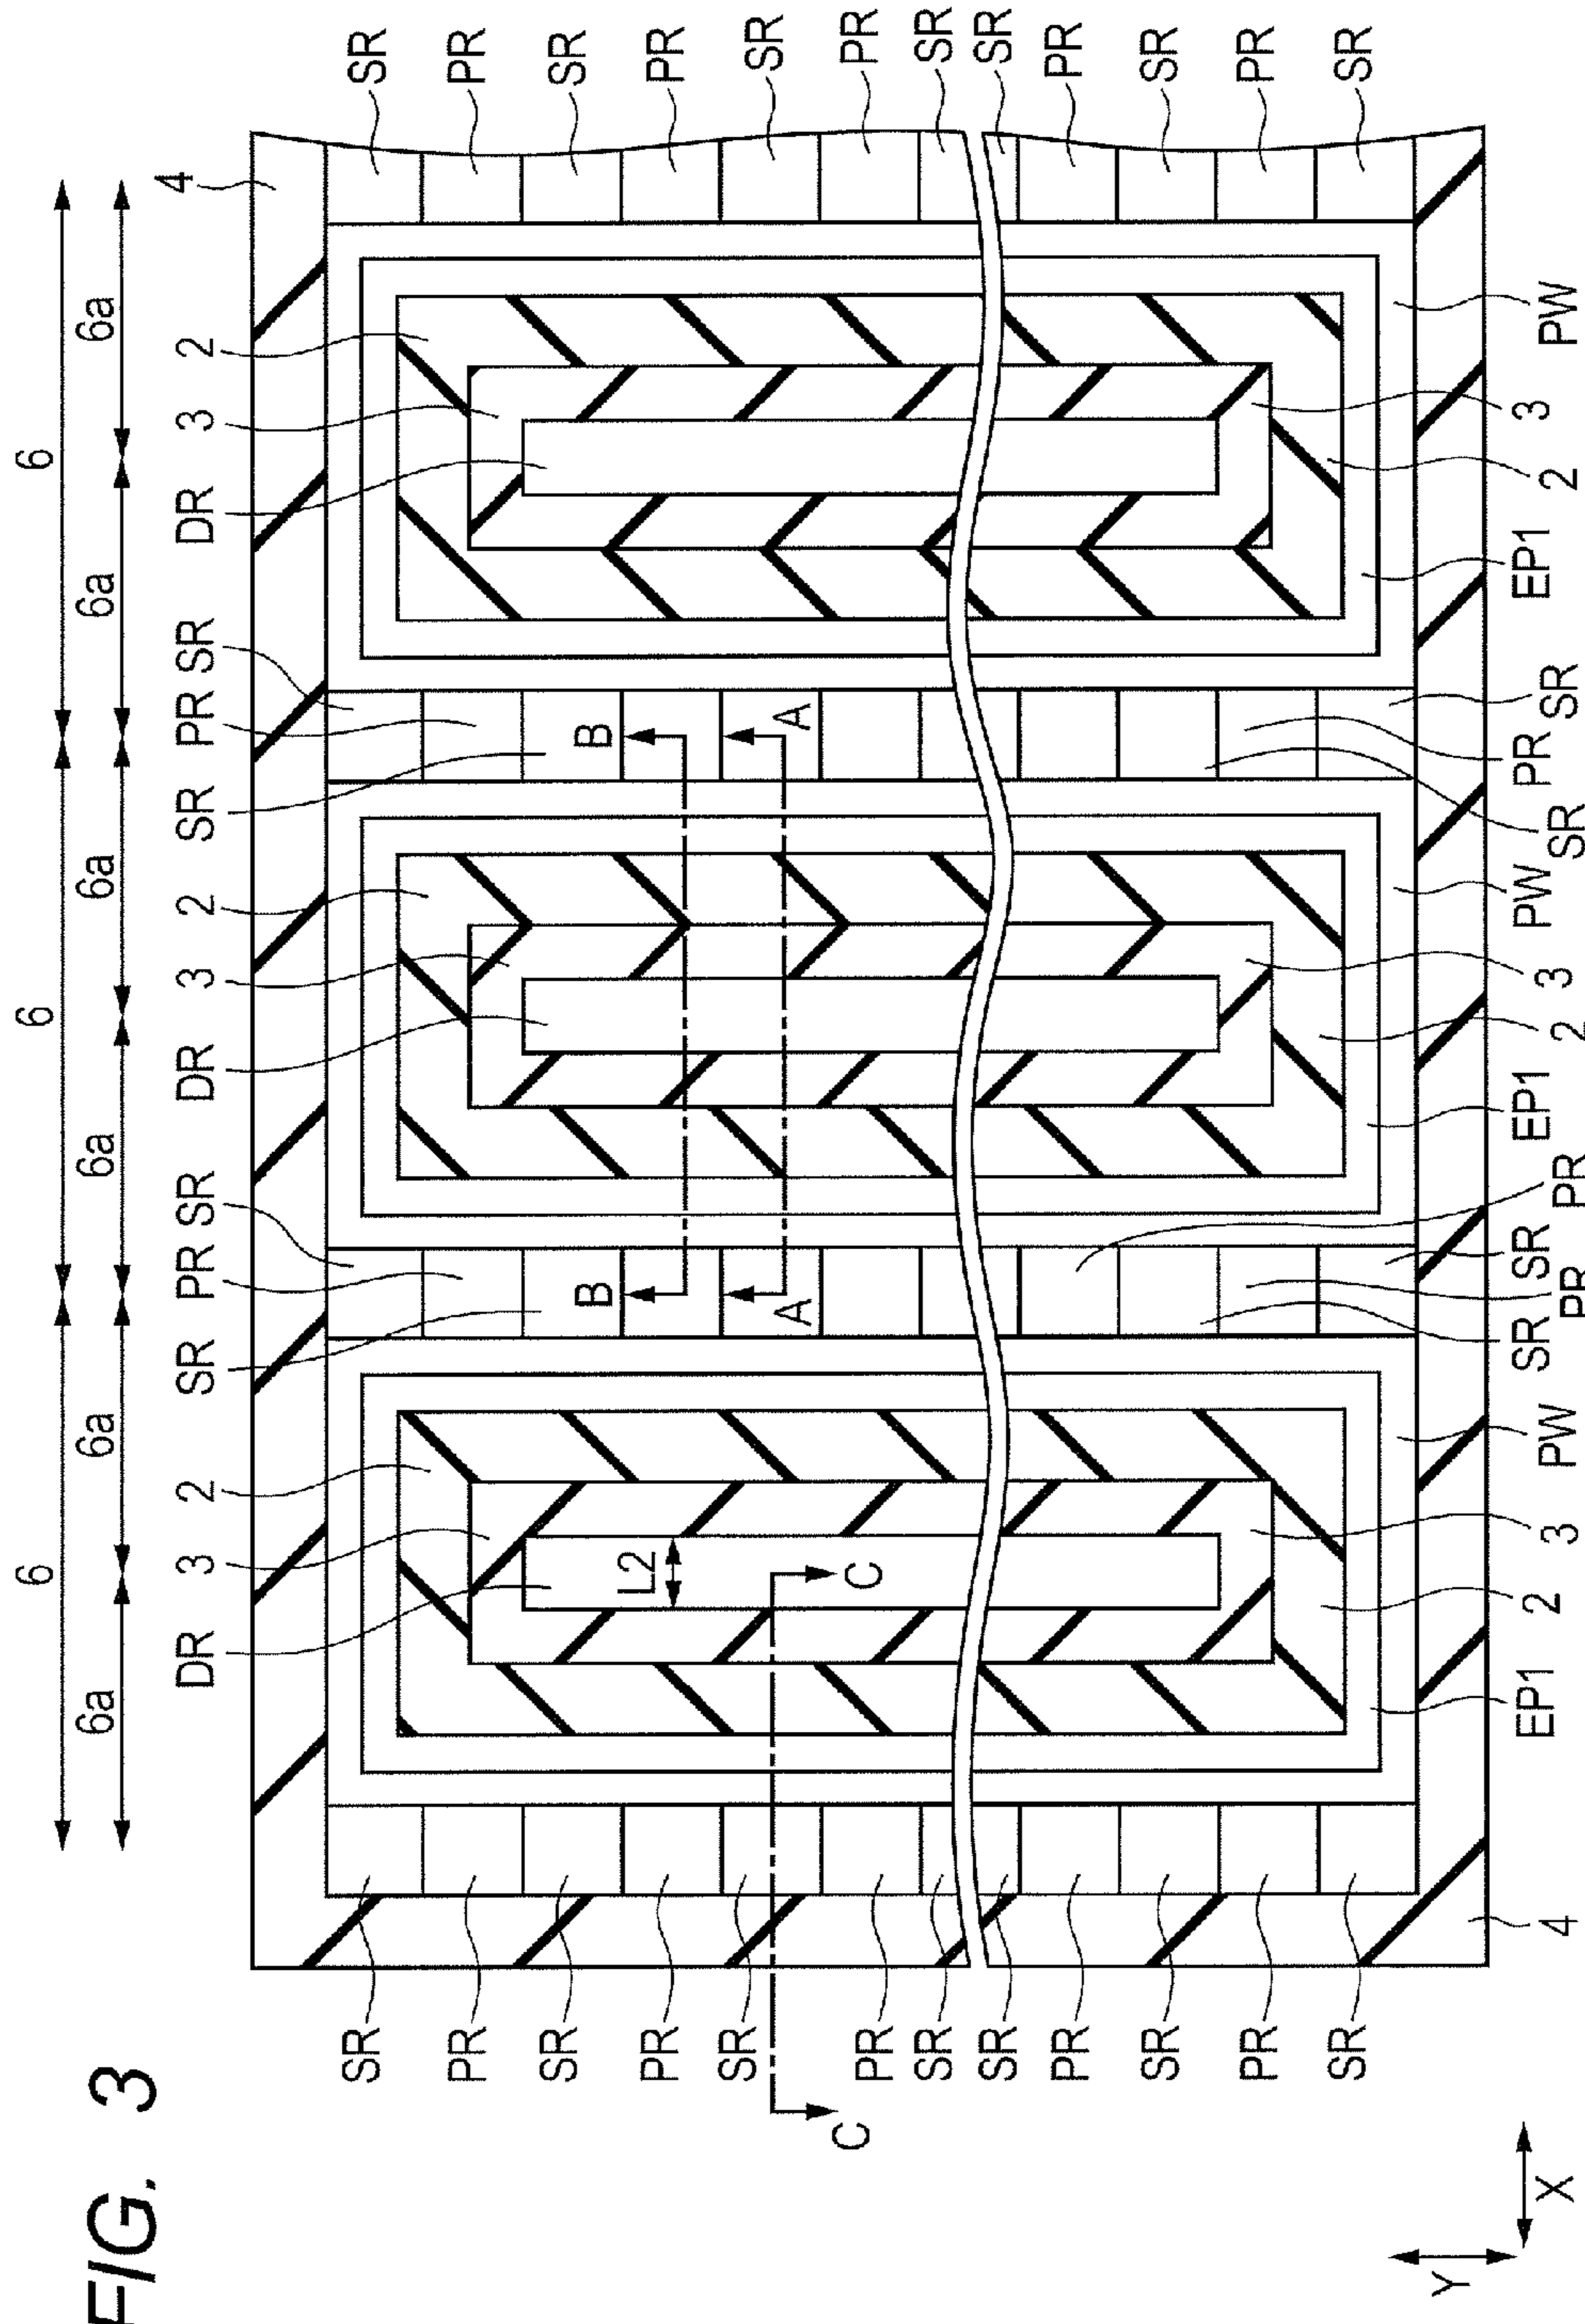 FIG. 3
6 6 6
6a 6a 6a 6a 6a 6a
DR 3 2 SR PR SR DR 3 2 SR PR SR DR 3 2 4
SR SR
PR PR
SR SR
B B
L2
PR PR
SR SR
A A
C C
PR PR
SR SR
SR SR
PR PR
SR SR
PR PR
SR SR
4 EP1 2 3 PW SR PR SR PR EP1 2 3 PW SR PR SR EP1 2 3 PW
Y
X